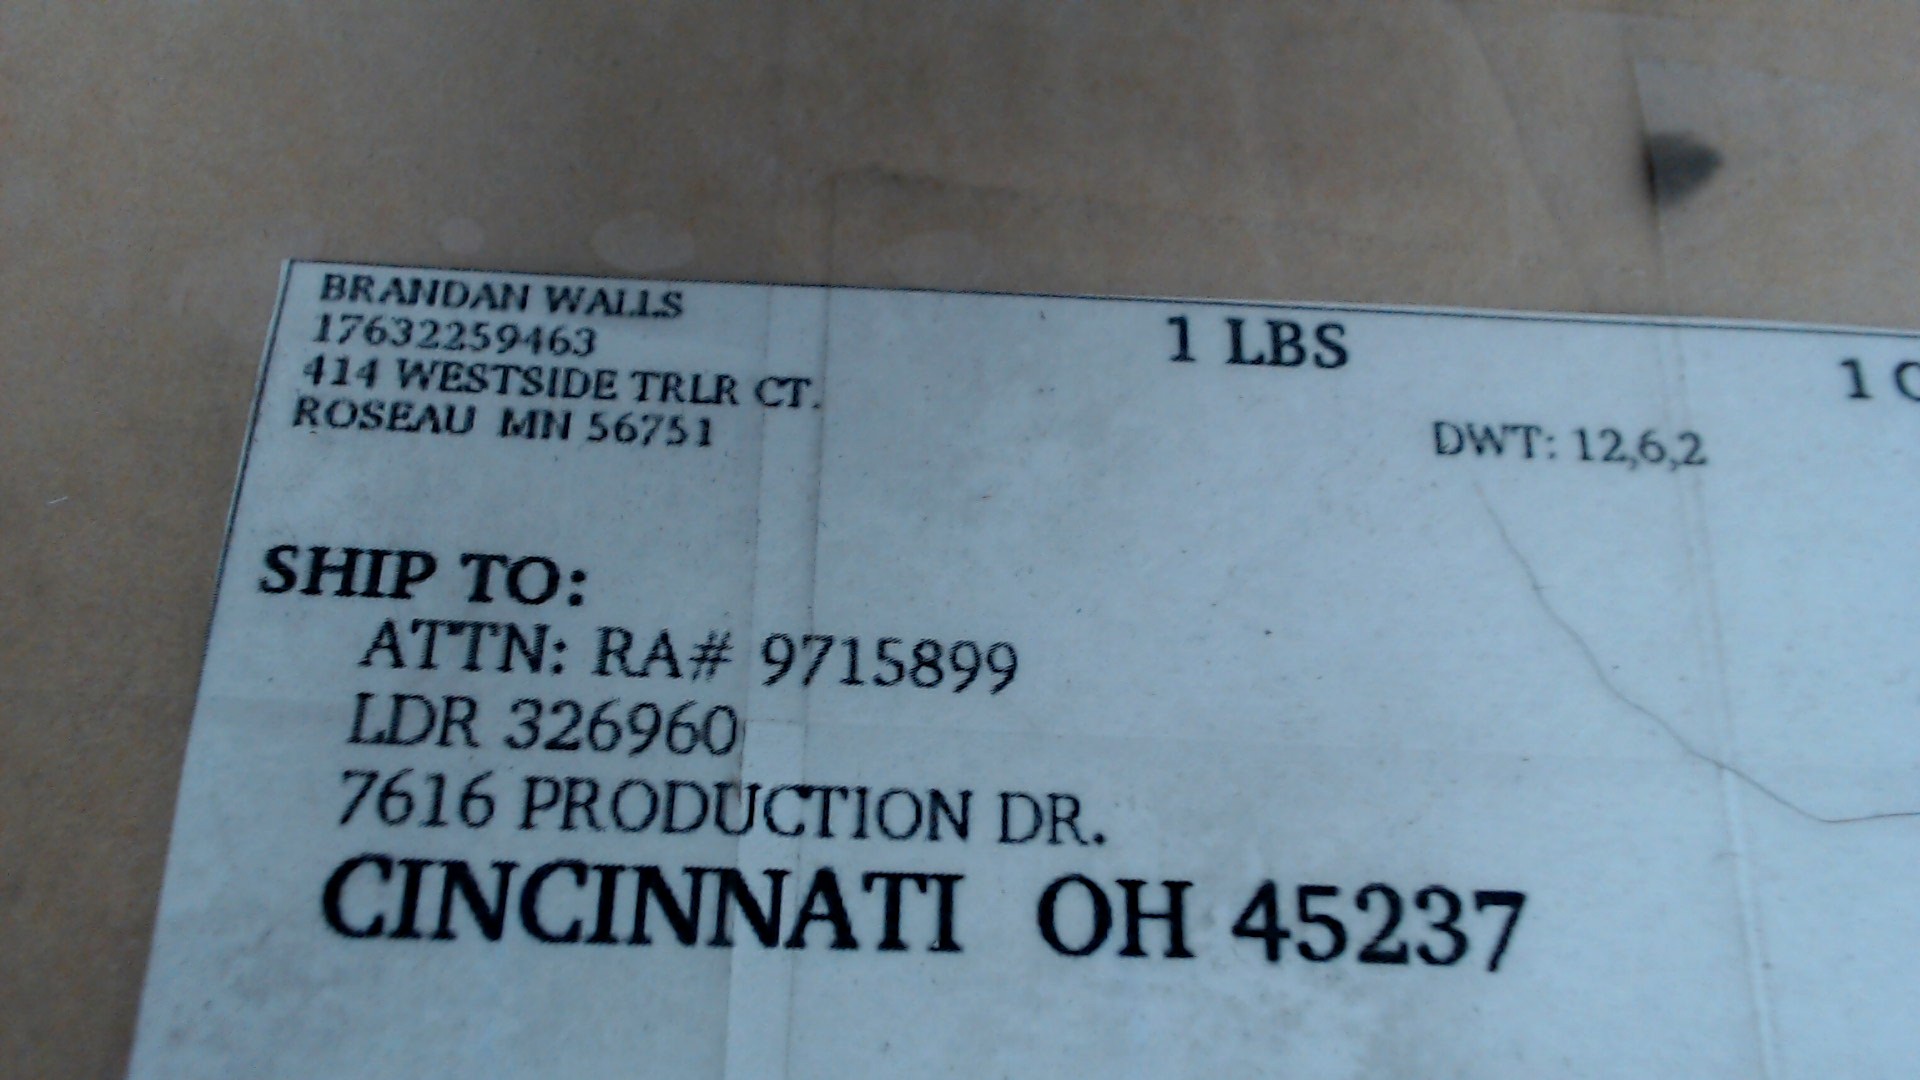 BRANDAN WALLS
17632259463
414 WESTSIDE TRLR CT.
ROSEAU MN 56751
1 LBS
1
DWT: 12,6,2
SHIP TO:
ATTN: RA# 9715899
LDR 326960
7616 PRODUCTION DR.
CINCINNATI OH 45237